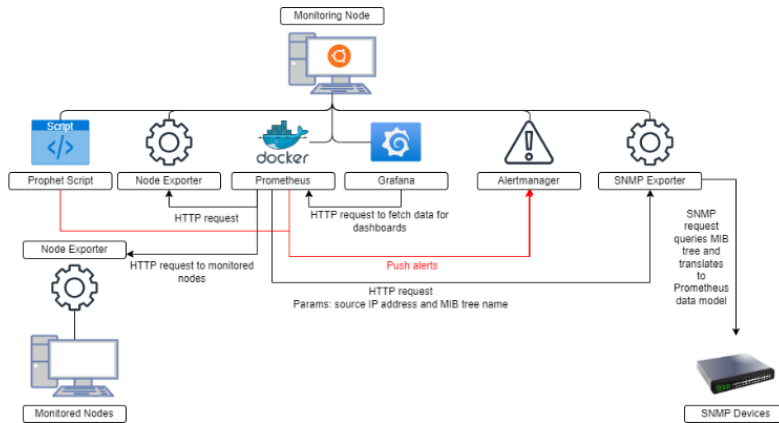 Monitoring Node
Script
docker
Prophet Script
Node Exporter
Prometheus
Grafana
Alertmanager
SNMP Exporter
HTTP request
HTTP request to fetch data for
dashboards
SNMP
request
queries MIB
tree and
translates
to
Prometheus
data model
Node Exporter
HTTP request to monitored
nodes
Push alerts
HTTP request
Params: source IP address and MIB tree name
Monitored Nodes
SNMP Devices